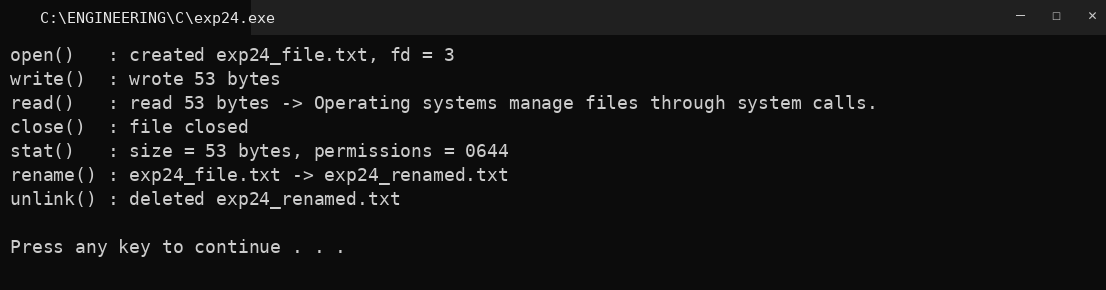 C:\ENGINEERING\C\exp24.exe
open()   : created exp24_file.txt, fd = 3
write()  : wrote 53 bytes
read()   : read 53 bytes -> Operating systems manage files through system calls.
close()  : file closed
stat()   : size = 53 bytes, permissions = 0644
rename() : exp24_file.txt -> exp24_renamed.txt
unlink() : deleted exp24_renamed.txt
Press any key to continue . . .